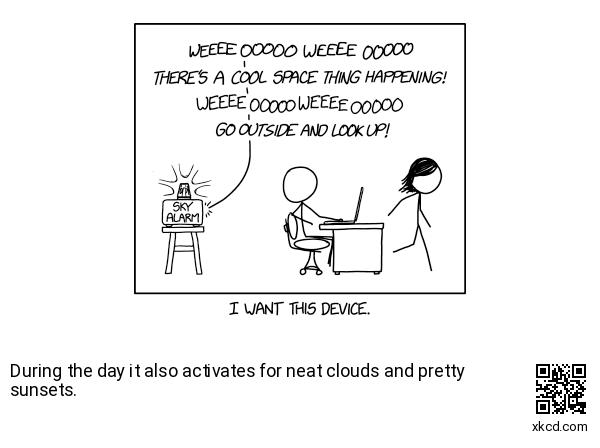 WEEEE OOOOO WEEEE OOOOO
THERE'S A COOL SPACE THING HAPPENING!
WEEEE OOOOO WEEEE OOOOO
GO OUTSIDE AND LOOK UP!
SKY
ALARM
I WANT THIS DEVICE.
During the day it also activates for neat clouds and pretty
sunsets.
xkcd.com